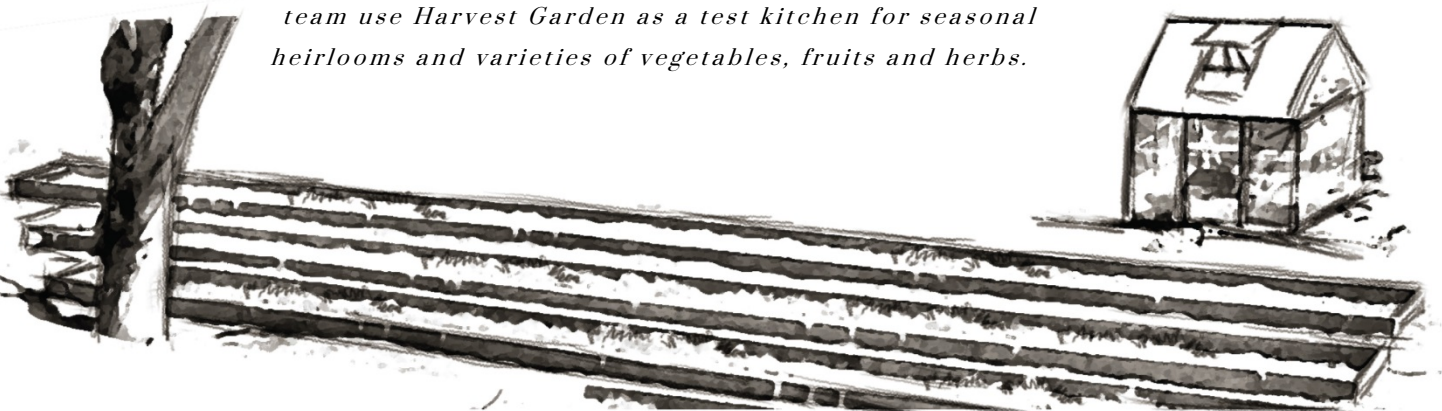 team use Harvest Garden as a test kitchen for seasonal
heirlooms and varieties of vegetables, fruits and herbs.